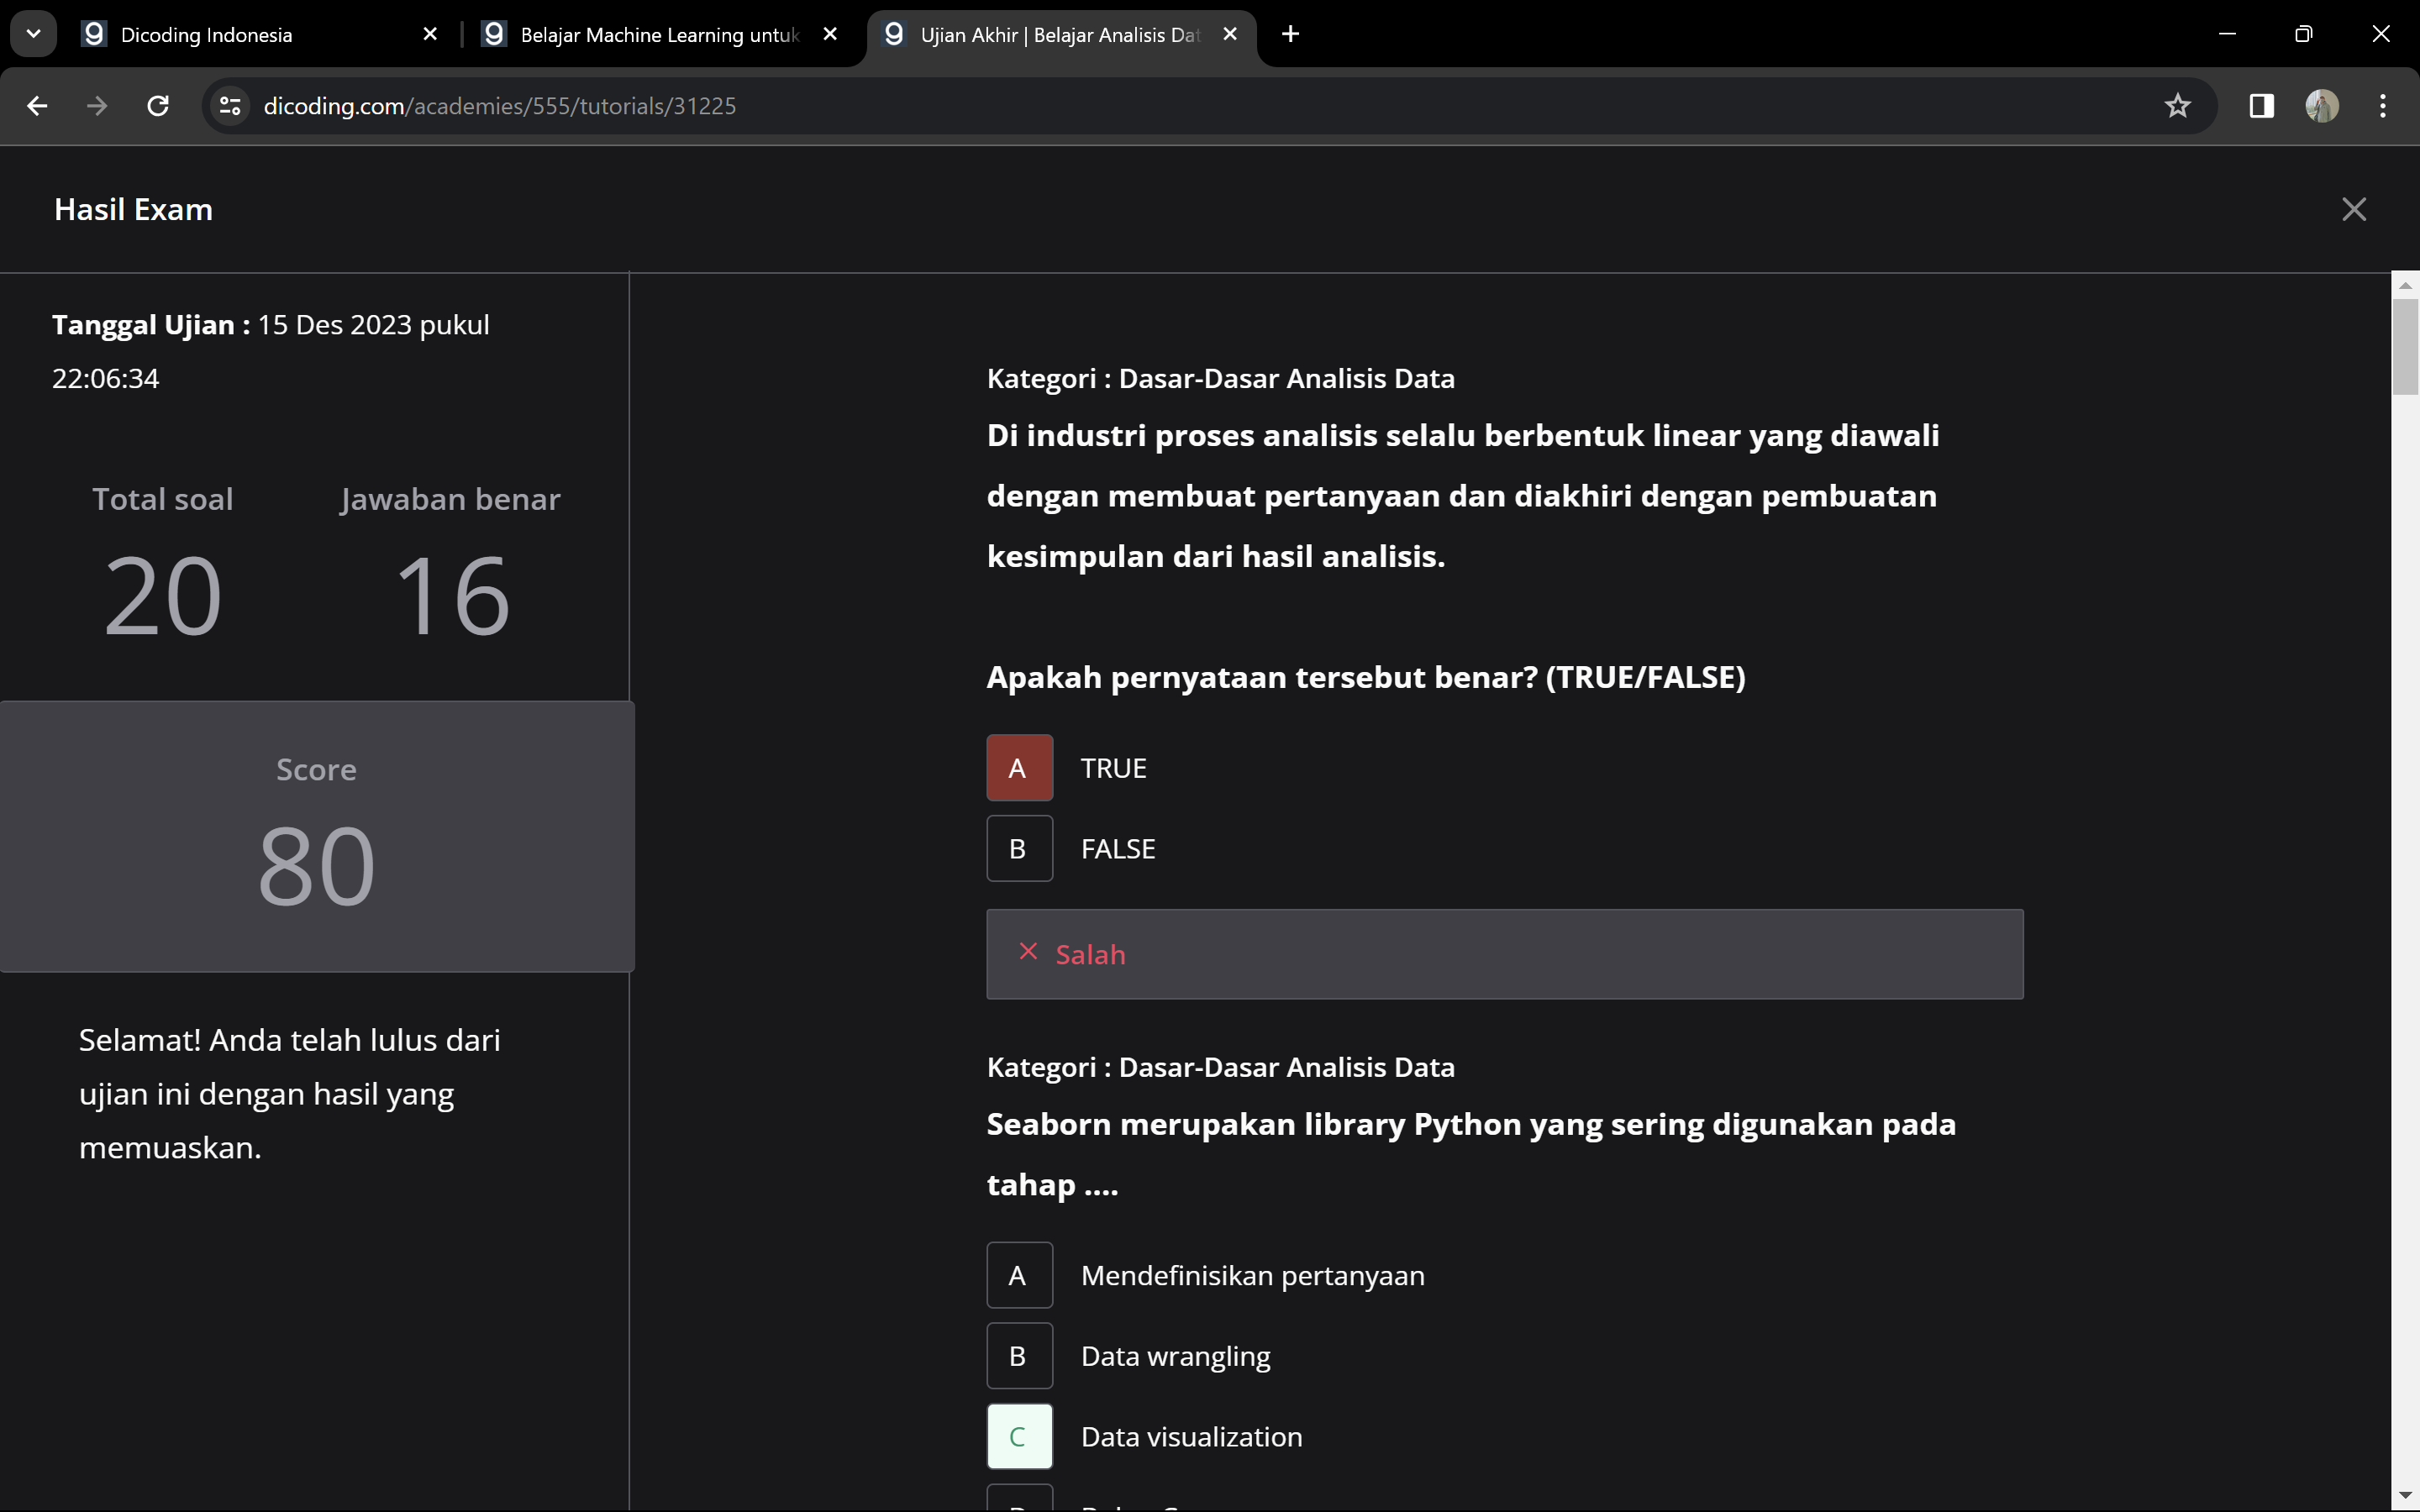 Dicoding Indonesia
Belajar Machine Learning untuk
Ujian Akhir | Belajar Analisis Dat
dicoding.com/academies/555/tutorials/31225
Hasil Exam
Tanggal Ujian : 15 Des 2023 pukul
22:06:34
Total soal
Jawaban benar
20
16
Score
80
Selamat! Anda telah lulus dari
ujian ini dengan hasil yang
memuaskan.
Kategori : Dasar-Dasar Analisis Data
Di industri proses analisis selalu berbentuk linear yang diawali
dengan membuat pertanyaan dan diakhiri dengan pembuatan
kesimpulan dari hasil analisis.
Apakah pernyataan tersebut benar? (TRUE/FALSE)
A TRUE
B FALSE
Salah
Kategori : Dasar-Dasar Analisis Data
Seaborn merupakan library Python yang sering digunakan pada
tahap ....
A Mendefinisikan pertanyaan
B Data wrangling
C Data visualization